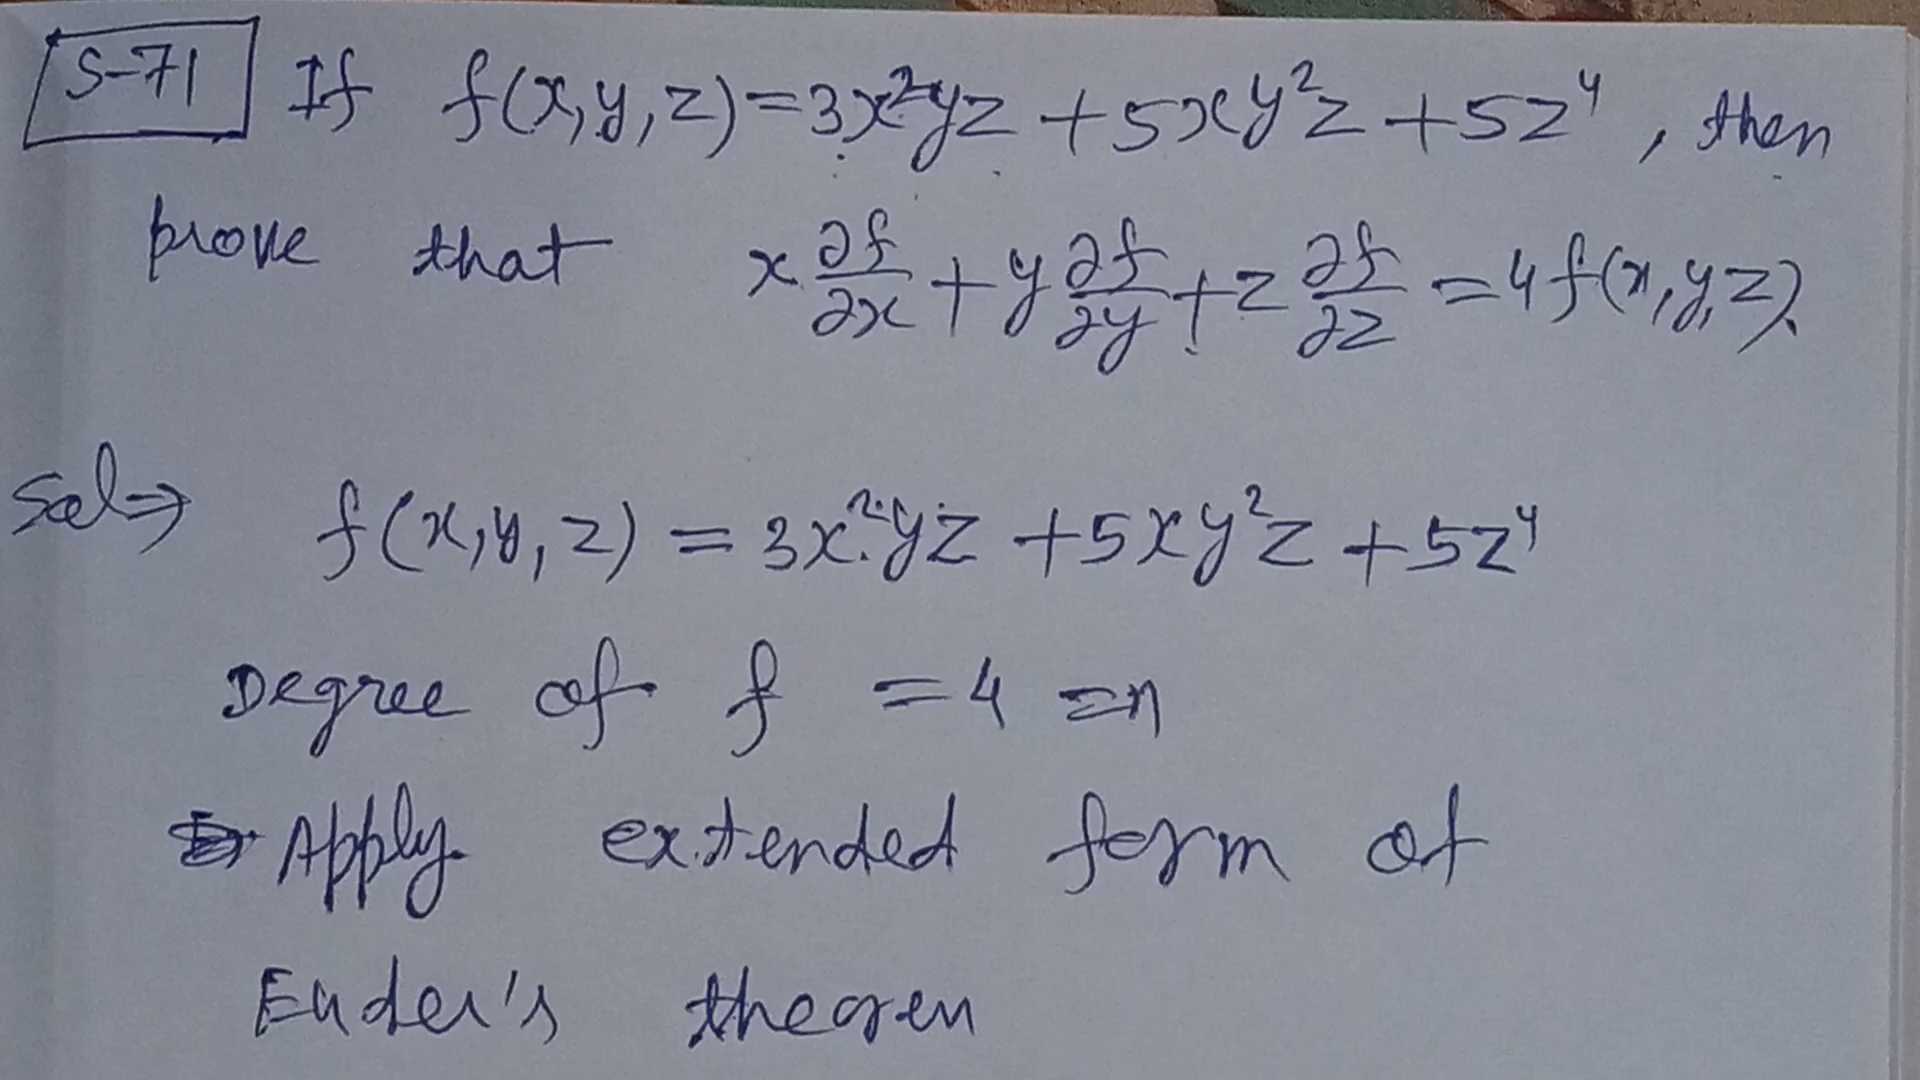 S-71 If f(x,y,z)=3x²yz +5xy²z +5z⁴, then
prove that x ∂f/∂x + y ∂f/∂y + z ∂f/∂z = 4f(x,y,z).
Sol⇒ f(x,y,z) = 3x²yz +5xy²z +5z⁴
Degree of f = 4 = n
Apply extended form of
Euler's theorem